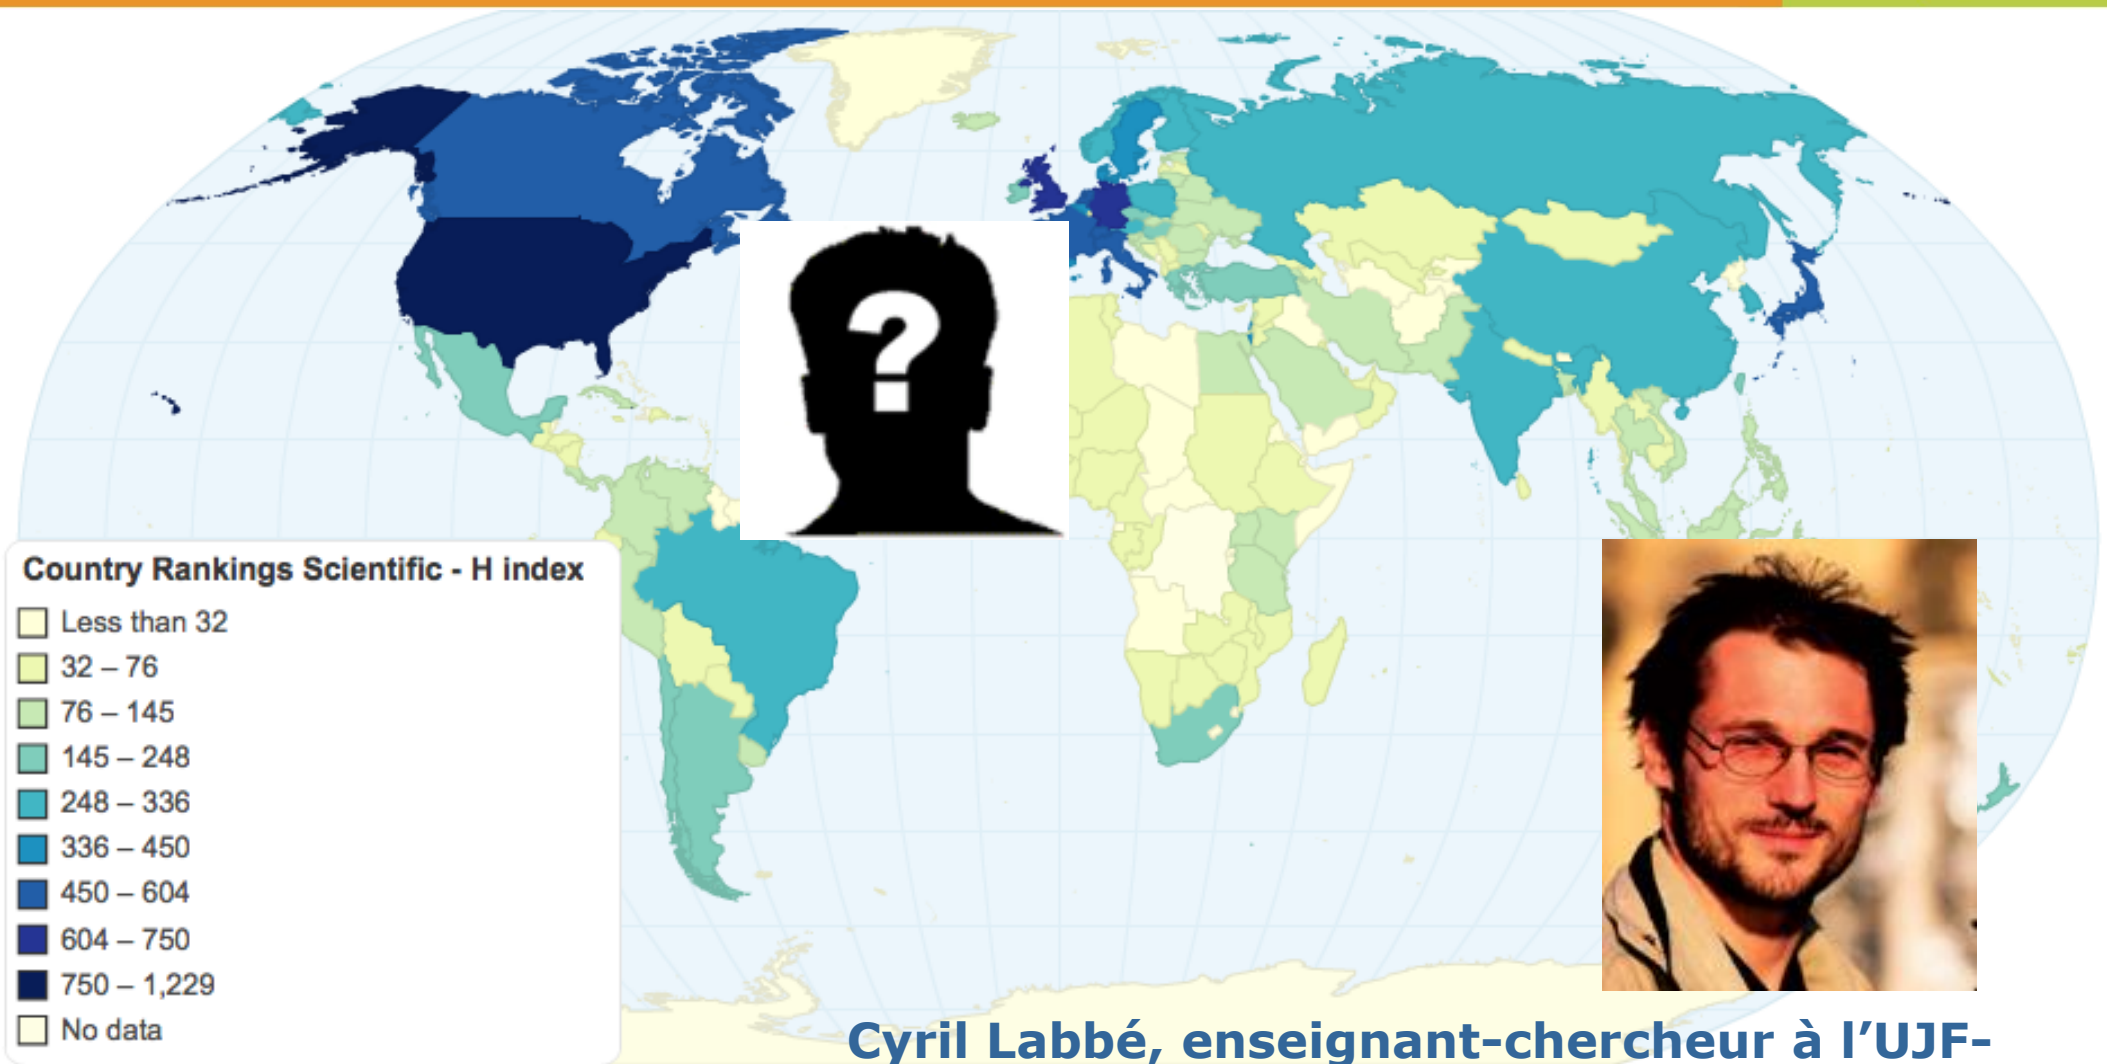 ?
Country Rankings Scientific - H index
Less than 32
32 – 76
76 – 145
145 – 248
248 – 336
336 – 450
450 – 604
604 – 750
750 – 1,229
No data
Cyril Labbé, enseignant-chercheur à l’UJF-